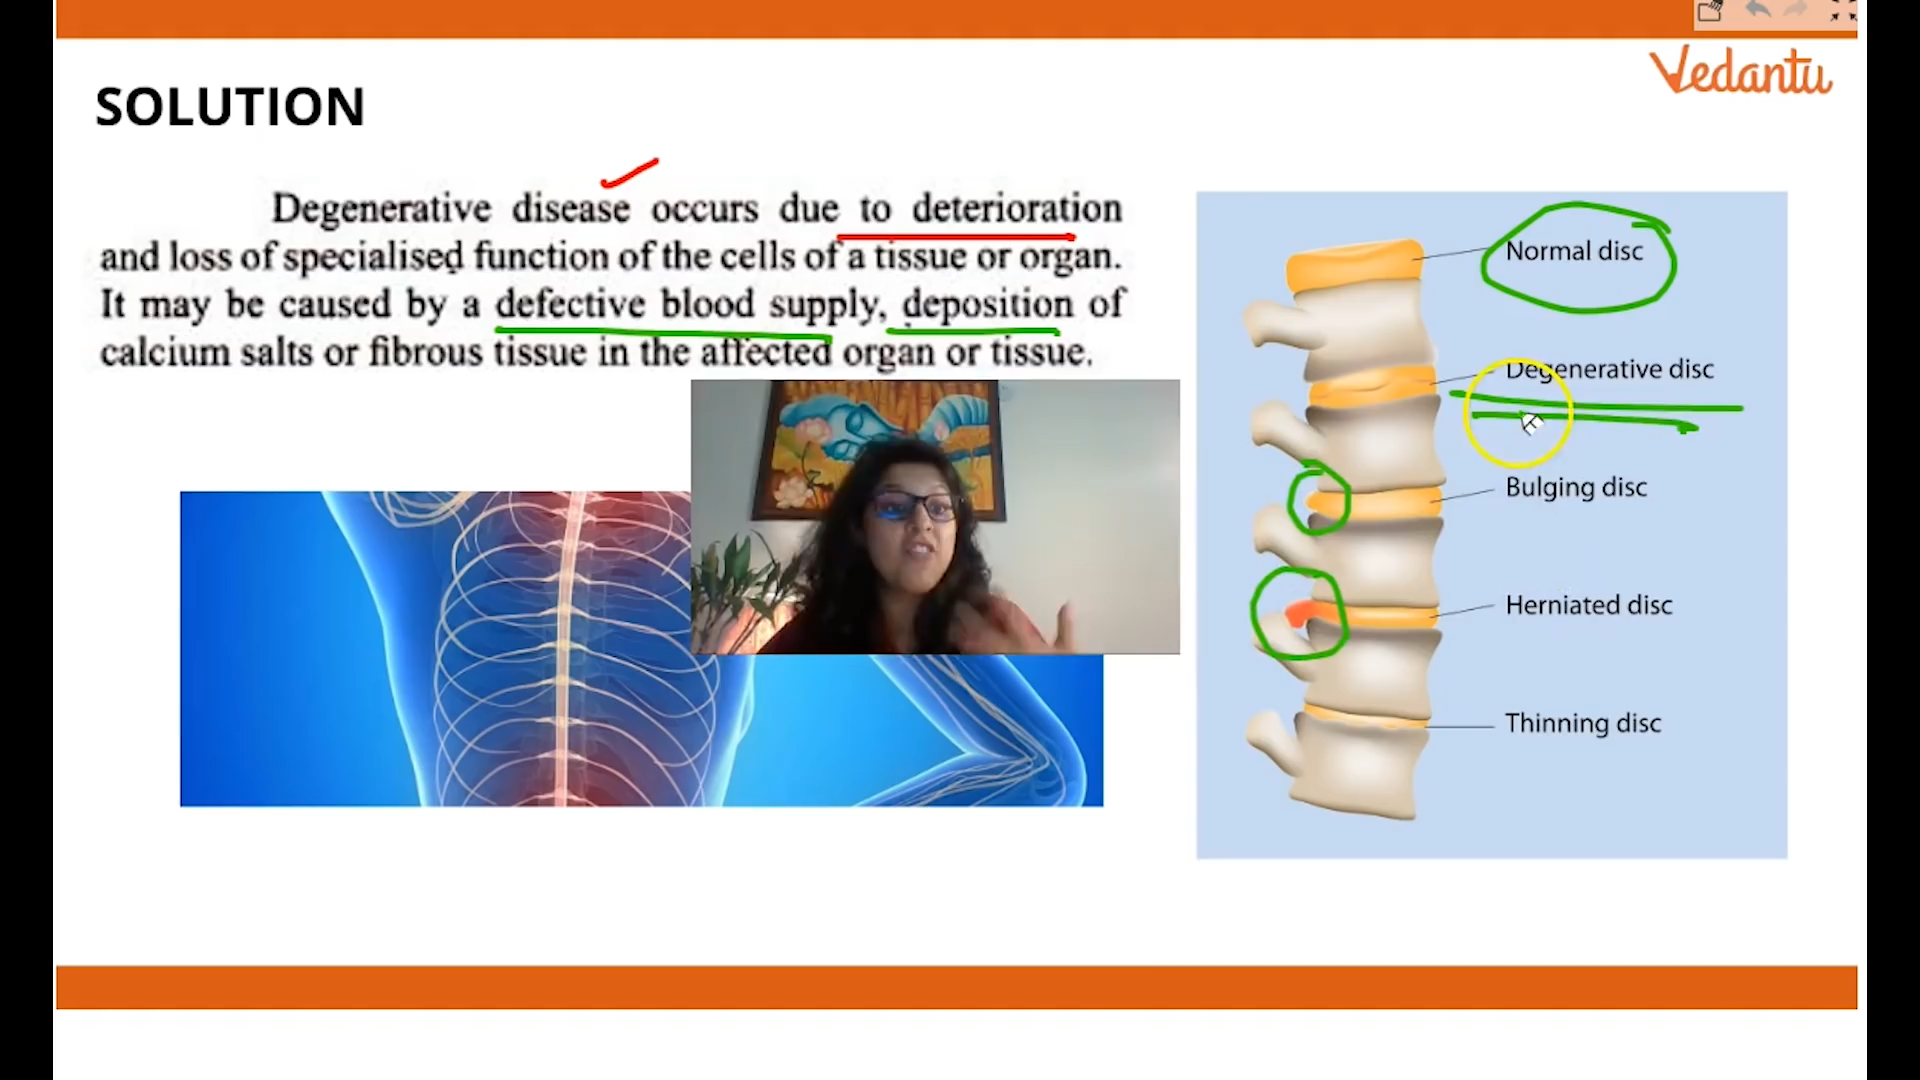 Vedantu
SOLUTION
Degenerative disease occurs due to deterioration
and loss of specialised function of the cells of a tissue or organ.
It may be caused by a defective blood supply, deposition of
calcium salts or fibrous tissue in the affected organ or tissue.
Normal disc
Degenerative disc
Bulging disc
Herniated disc
Thinning disc